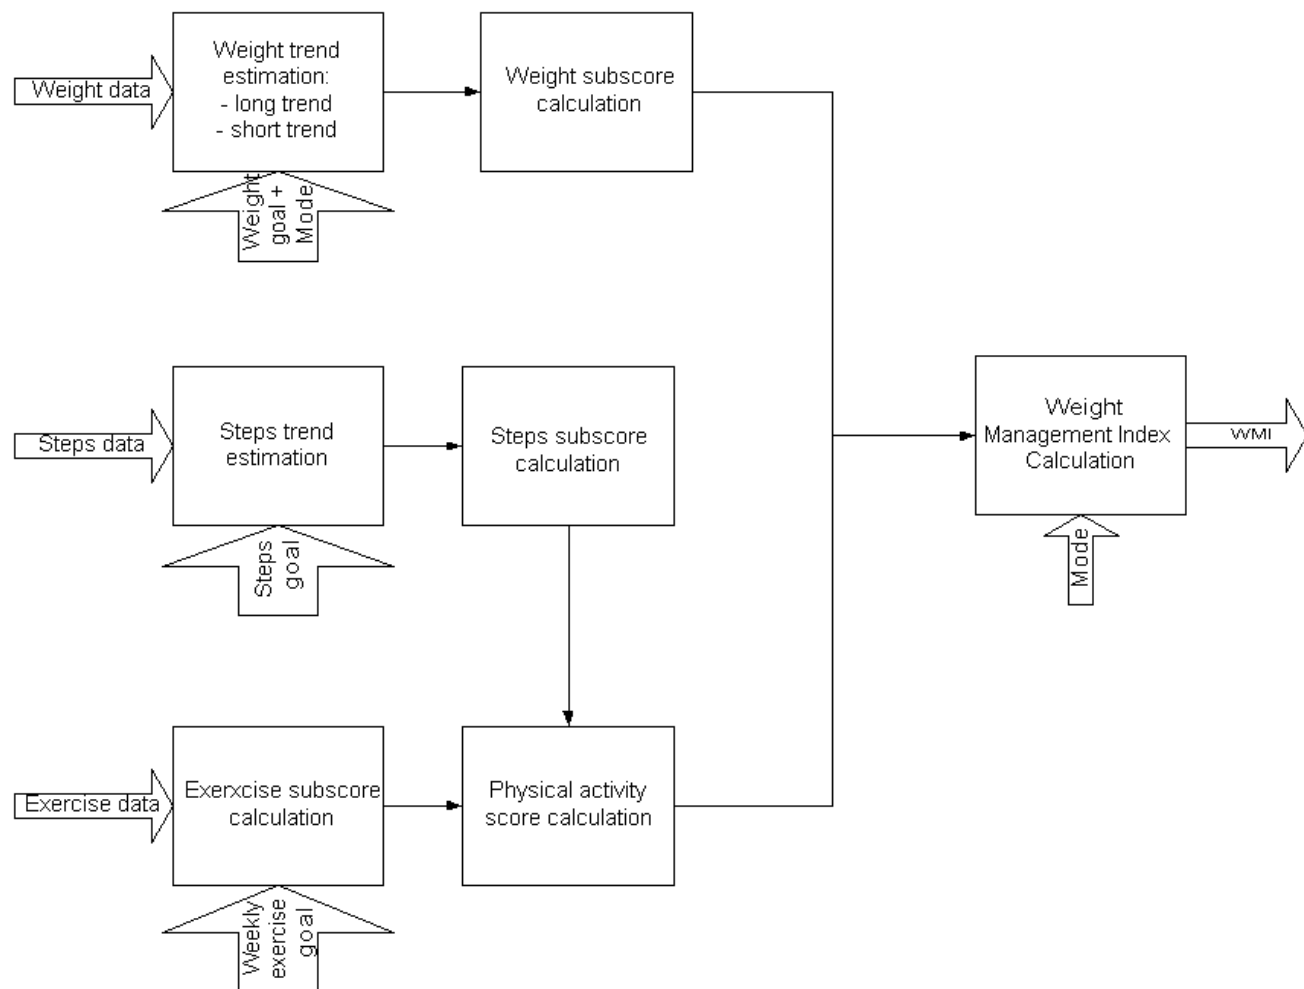 Weight data
Weight trend
estimation:
- long trend
- short trend
Weight subscore
calculation
Weight
goal +
Mode
Steps data
Steps trend
estimation
Steps subscore
calculation
Weight
Management Index
Calculation
WMI
Steps
goal
Mode
Exercise data
Exerxcise subscore
calculation
Physical activity
score calculation
Weekly
exercise
goal